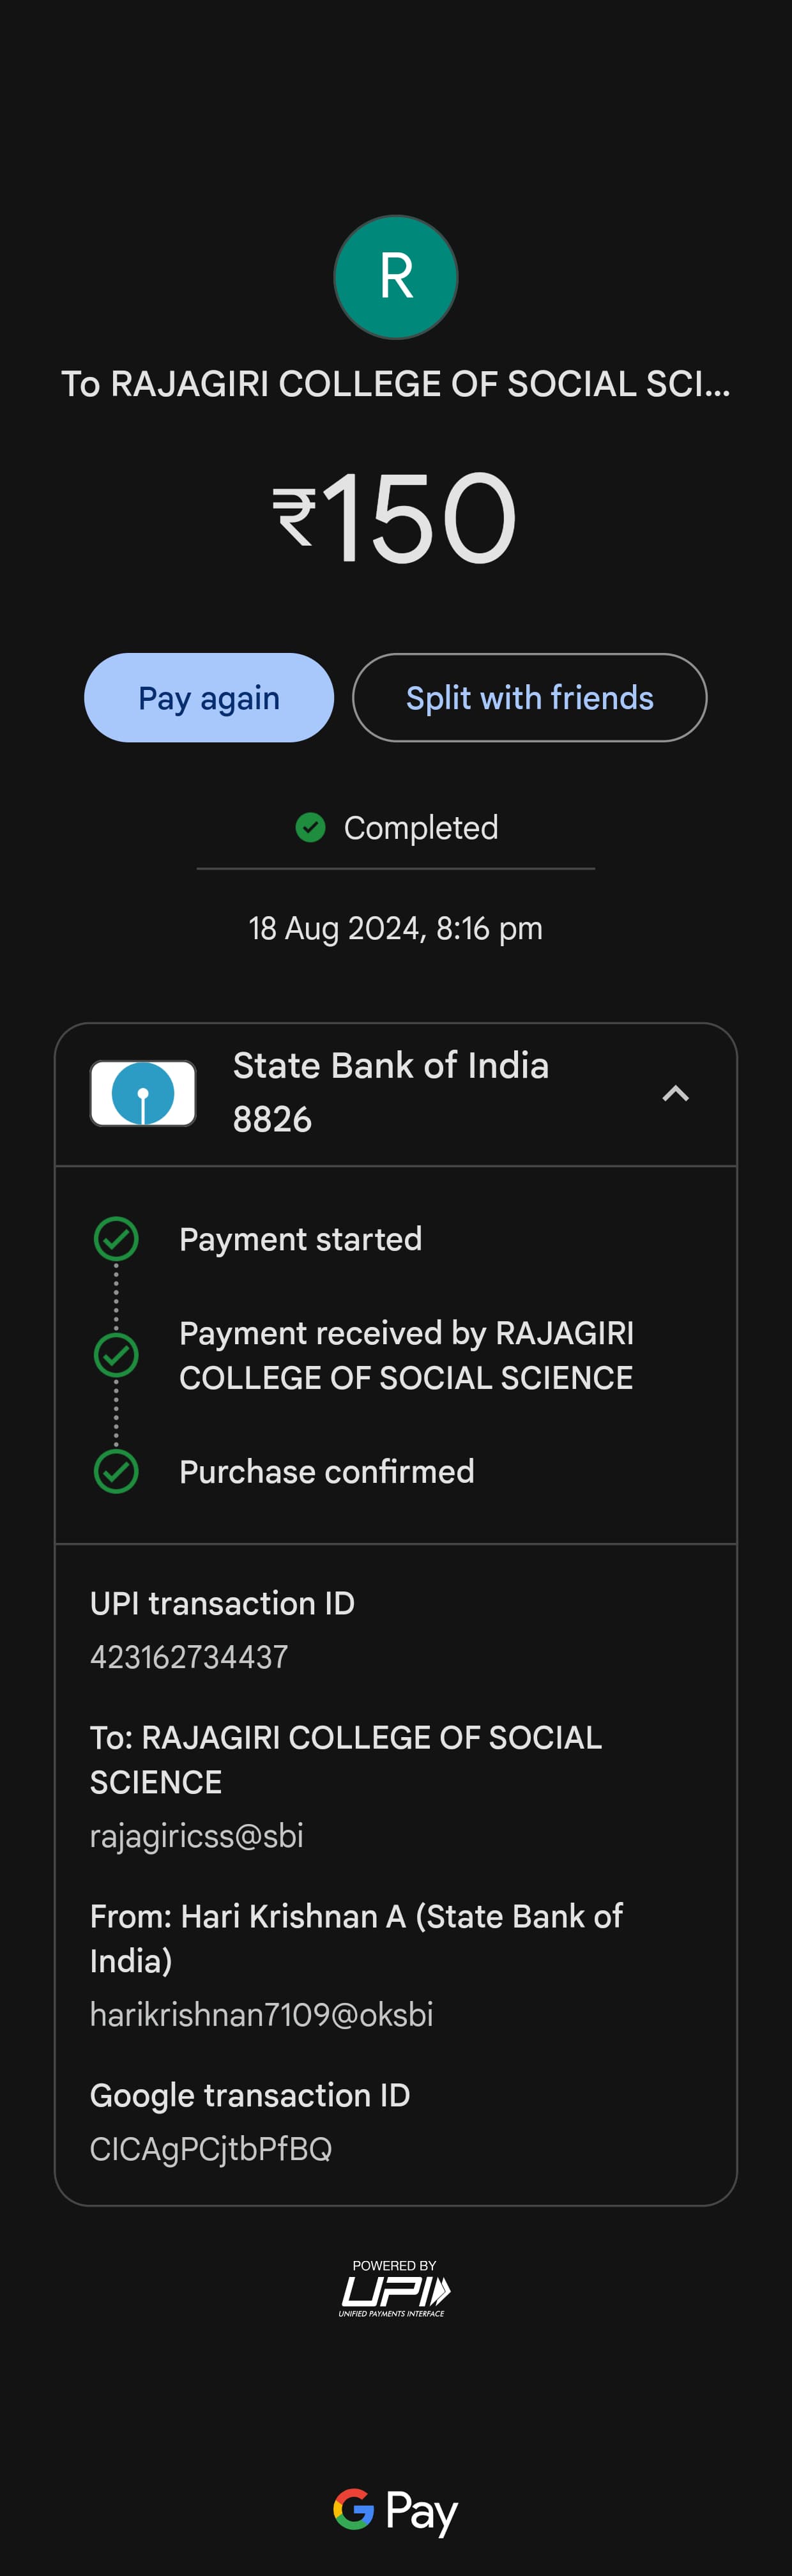 R
To RAJAGIRI COLLEGE OF SOCIAL SCI...
₹150
Pay again
Split with friends
Completed
18 Aug 2024, 8:16 pm
State Bank of India
8826
Payment started
Payment received by RAJAGIRI
COLLEGE OF SOCIAL SCIENCE
Purchase confirmed
UPI transaction ID
423162734437
To: RAJAGIRI COLLEGE OF SOCIAL
SCIENCE
rajagiricss@sbi
From: Hari Krishnan A (State Bank of
India)
harikrishnan7109@oksbi
Google transaction ID
CICAgPCjtbPfBQ
POWERED BY
UPI
UNIFIED PAYMENTS INTERFACE
G Pay